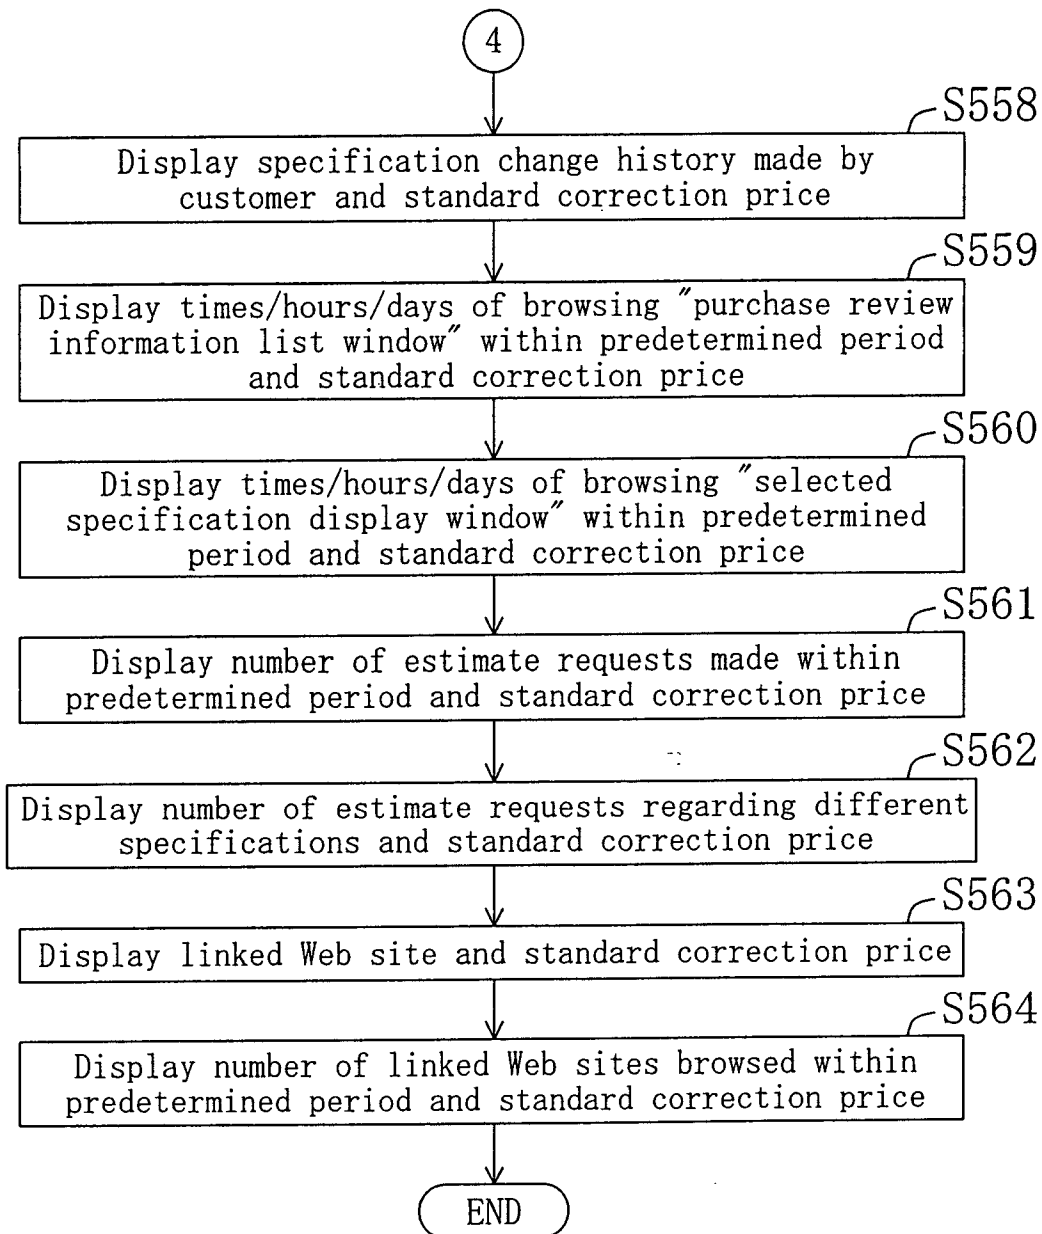 4
S558
Display specification change history made by
customer and standard correction price
S559
Display times/hours/days of browsing "purchase review
information list window" within predetermined period
and standard correction price
S560
Display times/hours/days of browsing "selected
specification display window" within predetermined
period and standard correction price
S561
Display number of estimate requests made within
predetermined period and standard correction price
S562
Display number of estimate requests regarding different
specifications and standard correction price
S563
Display linked Web site and standard correction price
S564
Display number of linked Web sites browsed within
predetermined period and standard correction price
END